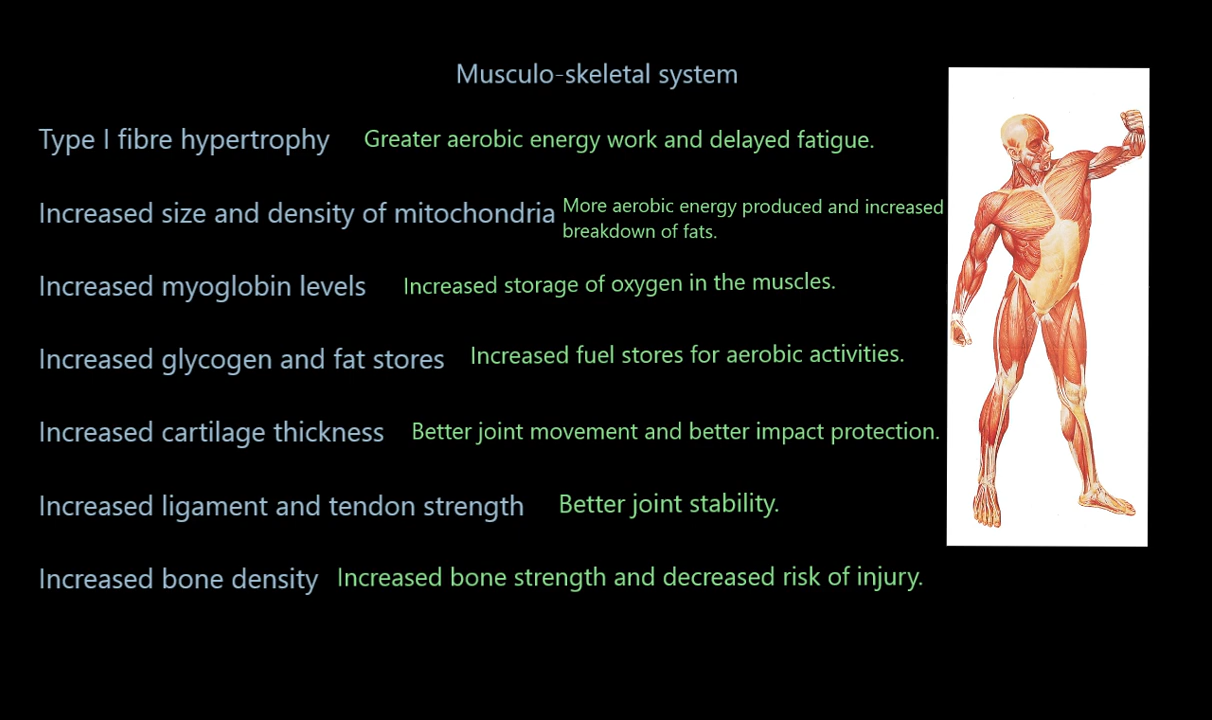 Musculo-skeletal system
Type I fibre hypertrophy Greater aerobic energy work and delayed fatigue.
Increased size and density of mitochondria More aerobic energy produced and increased
breakdown of fats.
Increased myoglobin levels Increased storage of oxygen in the muscles.
Increased glycogen and fat stores Increased fuel stores for aerobic activities.
Increased cartilage thickness Better joint movement and better impact protection.
Increased ligament and tendon strength Better joint stability.
Increased bone density Increased bone strength and decreased risk of injury.